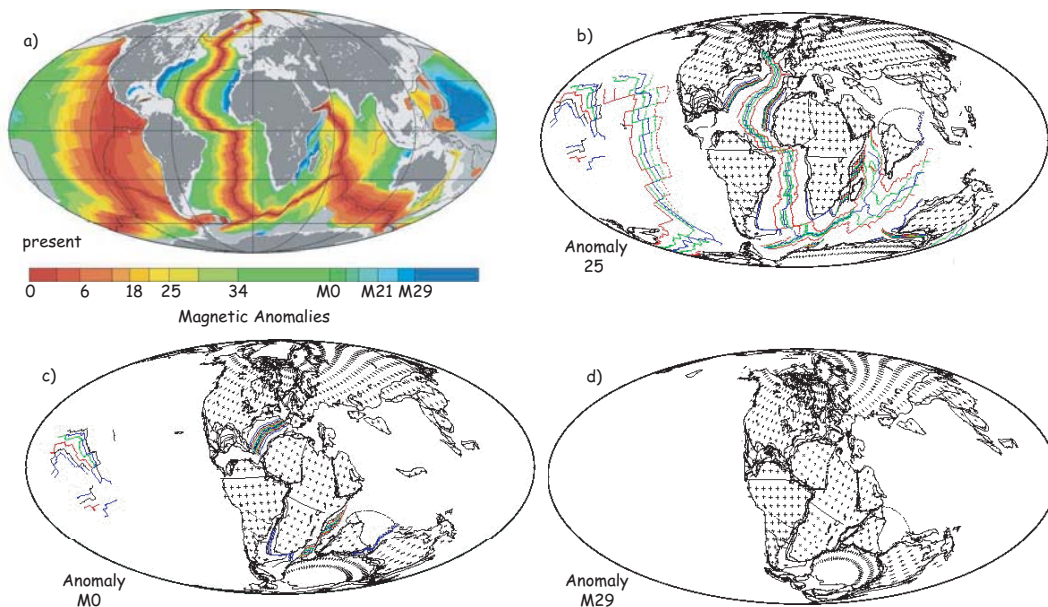 a)
present
0 6 18 25 34 M0 M21 M29
Magnetic Anomalies
b)
Anomaly
25
c)
Anomaly
M0
d)
Anomaly
M29